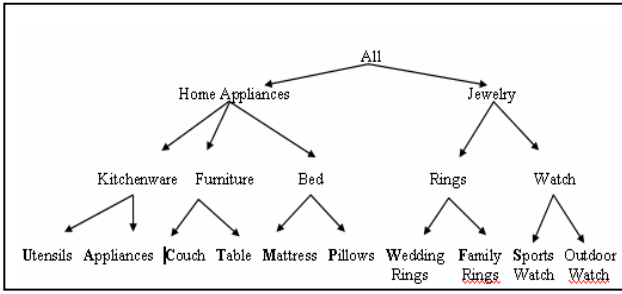 All
Home Appliances Jewelry
Kitchenware Furniture Bed Rings Watch
Utensils Appliances Couch Table Mattress Pillows Wedding Family Sports Outdoor
Rings Rings Watch Watch